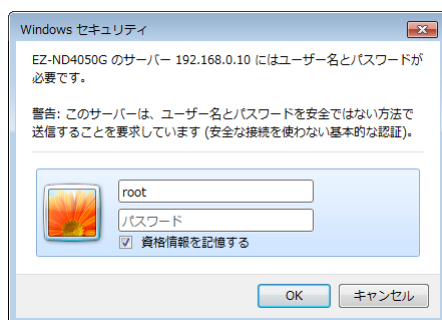 Windows セキュリティ
EZ-ND4050G のサーバー 192.168.0.10 にはユーザー名とパスワードが
必要です。
警告: このサーバーは、ユーザー名とパスワードを安全ではない方法で
送信することを要求しています (安全な接続を使わない基本的な認証)。
root
パスワード
資格情報を記憶する
OK
キャンセル